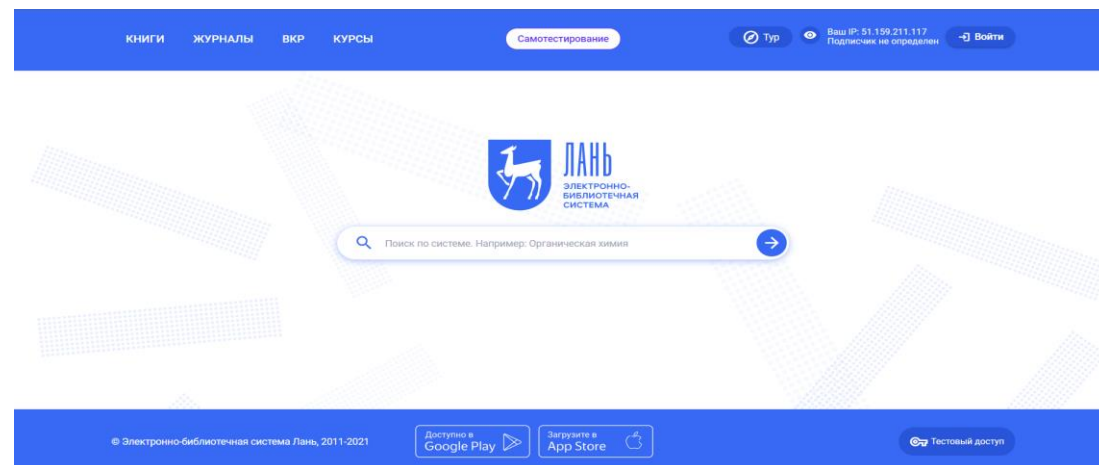 КНИГИ ЖУРНАЛЫ ВКР КУРСЫ
Самотестирование
Тур
Ваш IP: 51.159.211.117
Подписчик не определен
Войти
ЛАНЬ
ЭЛЕКТРОННО-
БИБЛИОТЕЧНАЯ
СИСТЕМА
Поиск по системе. Например: Органическая химия
© Электронно-библиотечная система Лань, 2011-2021
Доступно в
Google Play
Загрузите в
App Store
Тестовый доступ